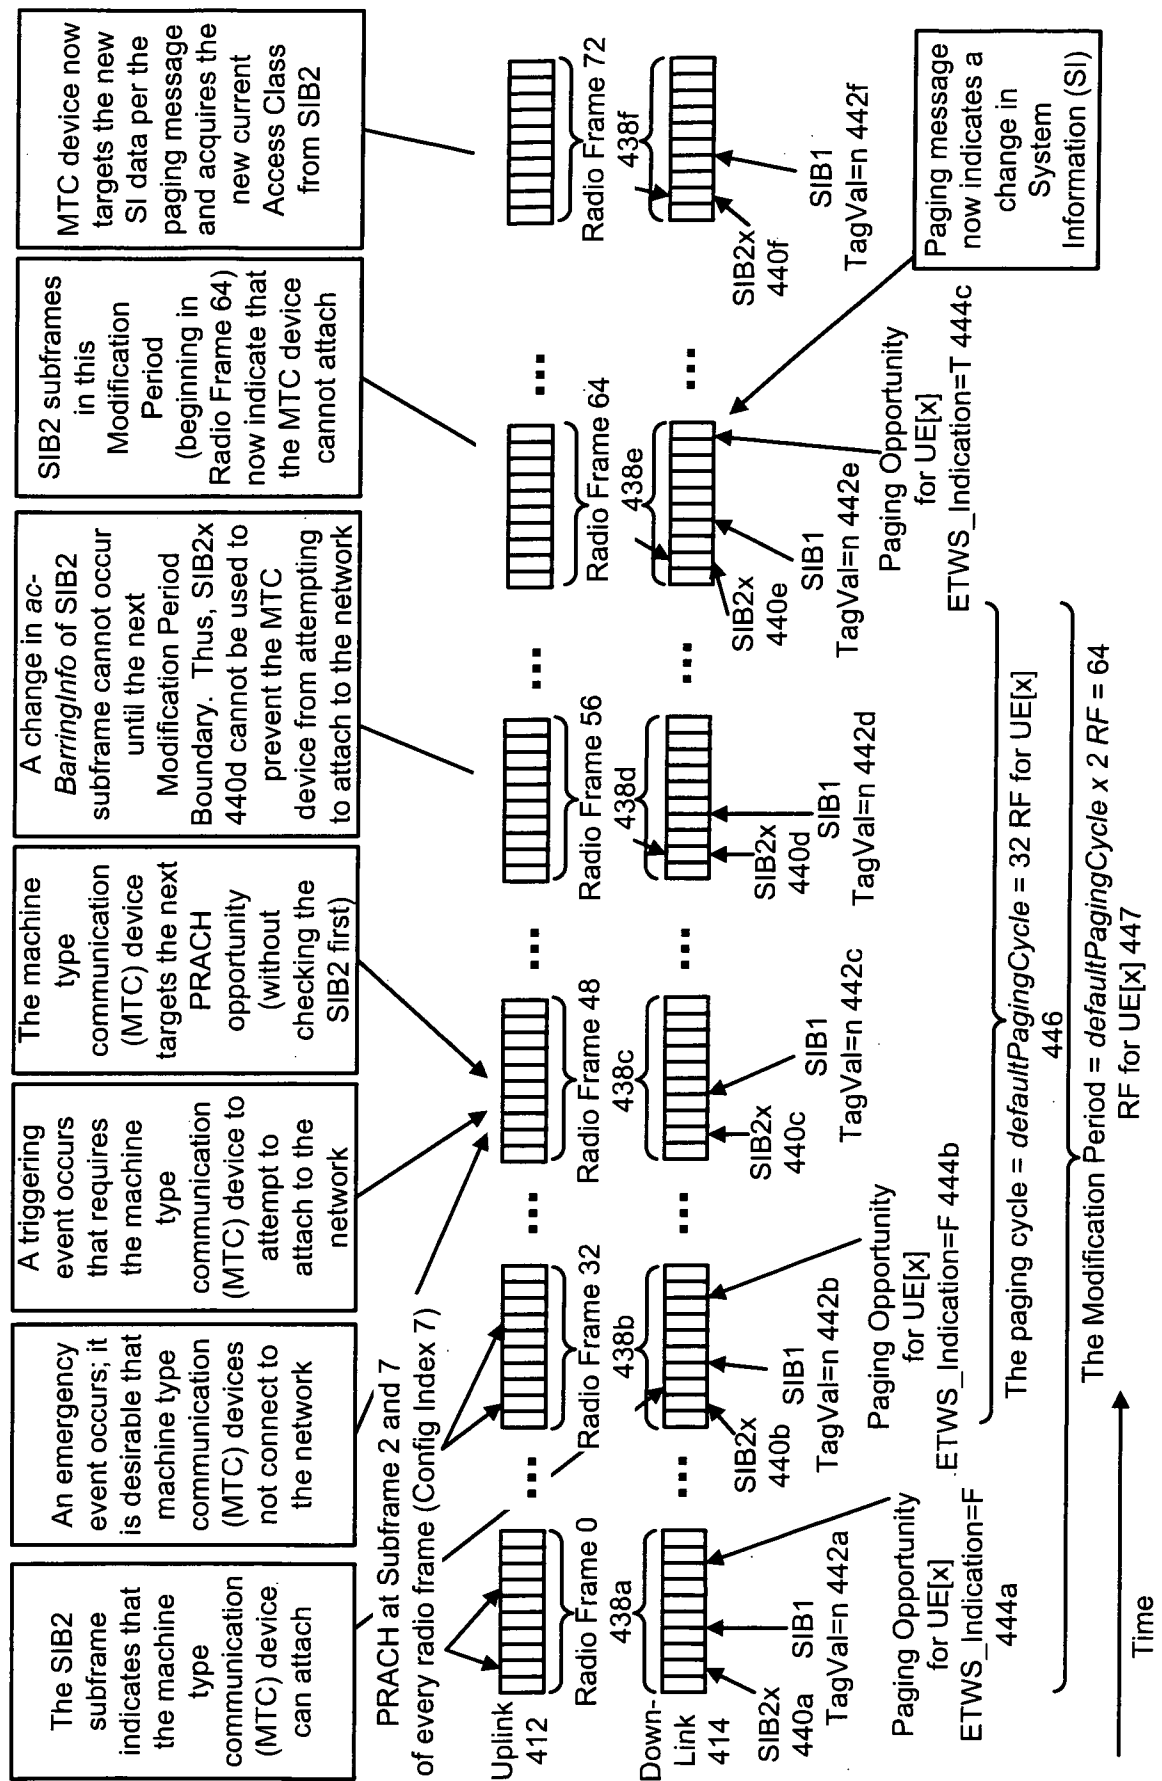 The SIB2
subframe
indicates that
the machine
type
communication
(MTC) device
can attach
An emergency
event occurs; it
is desirable that
machine type
communication
(MTC) devices
not connect to
the network
A triggering
event occurs
that requires
the machine
type
communication
(MTC) device to
attempt to
attach to the
network
The machine
type
communication
(MTC) device
targets the next
PRACH
opportunity
(without
checking the
SIB2 first)
A change in ac-
BarringInfo of SIB2
subframe cannot occur
until the next
Modification Period
Boundary. Thus, SIB2x
440d cannot be used to
prevent the MTC
device from attempting
to attach to the network
SIB2 subframes
in this
Modification
Period
(beginning in
Radio Frame 64)
now indicate that
the MTC device
cannot attach
MTC device now
targets the new
SI data per the
paging message
and acquires the
new current
Access Class
from SIB2
PRACH at Subframe 2 and 7
of every radio frame (Config Index 7)
Uplink
412
Radio Frame 0
438a
...
Radio Frame 32
438b
...
Radio Frame 48
438c
...
Radio Frame 56
438d
...
Radio Frame 64
438e
...
Radio Frame 72
438f
Down-
Link
414
...
...
...
...
...
SIB2x
440a
SIB1
TagVal=n 442a
Paging Opportunity
for UE[x]
ETWS_Indication=F
444a
SIB2x
440b
SIB1
TagVal=n 442b
Paging Opportunity
for UE[x]
ETWS_Indication=F 444b
SIB2x
440c
SIB1
TagVal=n 442c
SIB2x
440d
SIB1
TagVal=n 442d
SIB2x
440e
SIB1
TagVal=n 442e
Paging Opportunity
for UE[x]
ETWS_Indication=T 444c
SIB2x
440f
SIB1
TagVal=n 442f
Paging message
now indicates a
change in
System
Information (SI)
The paging cycle = defaultPagingCycle = 32 RF for UE[x]
446
The Modification Period = defaultPagingCycle x 2 RF = 64
RF for UE[x] 447
Time